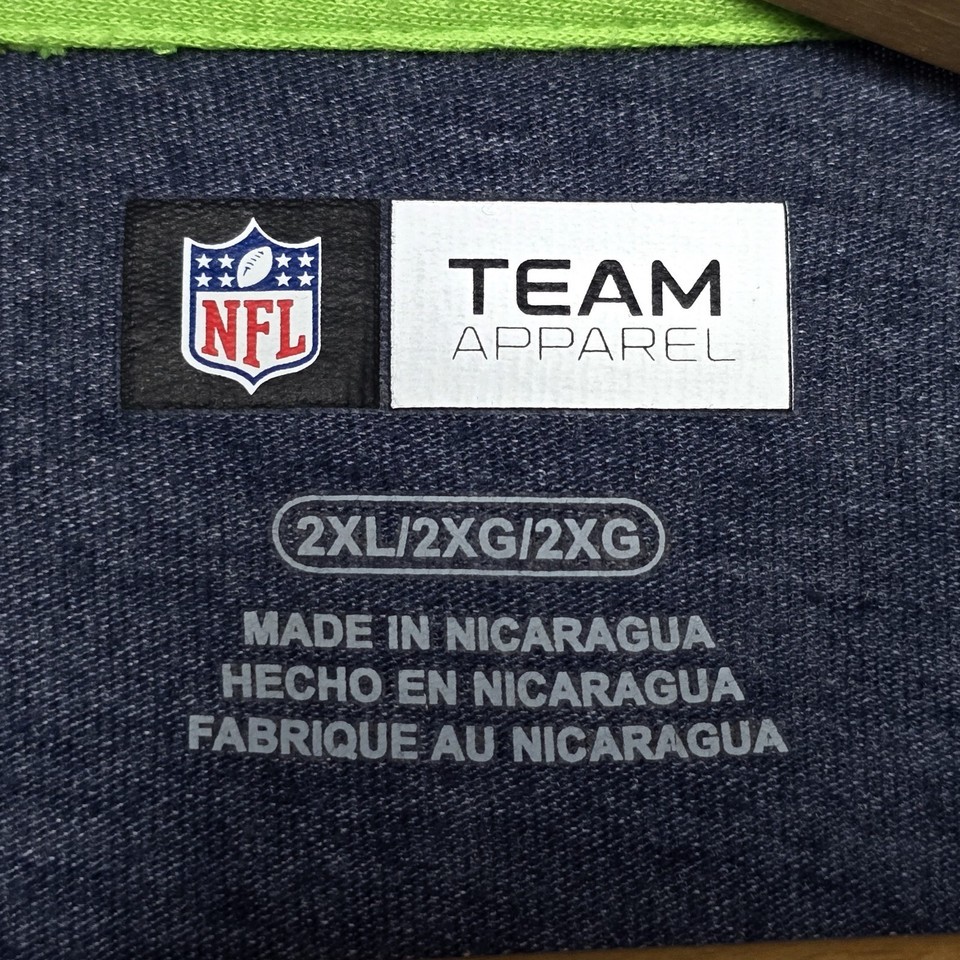 NFL
TEAM
APPAREL
2XL/2XG/2XG
MADE IN NICARAGUA
HECHO EN NICARAGUA
FABRIQUE AU NICARAGUA